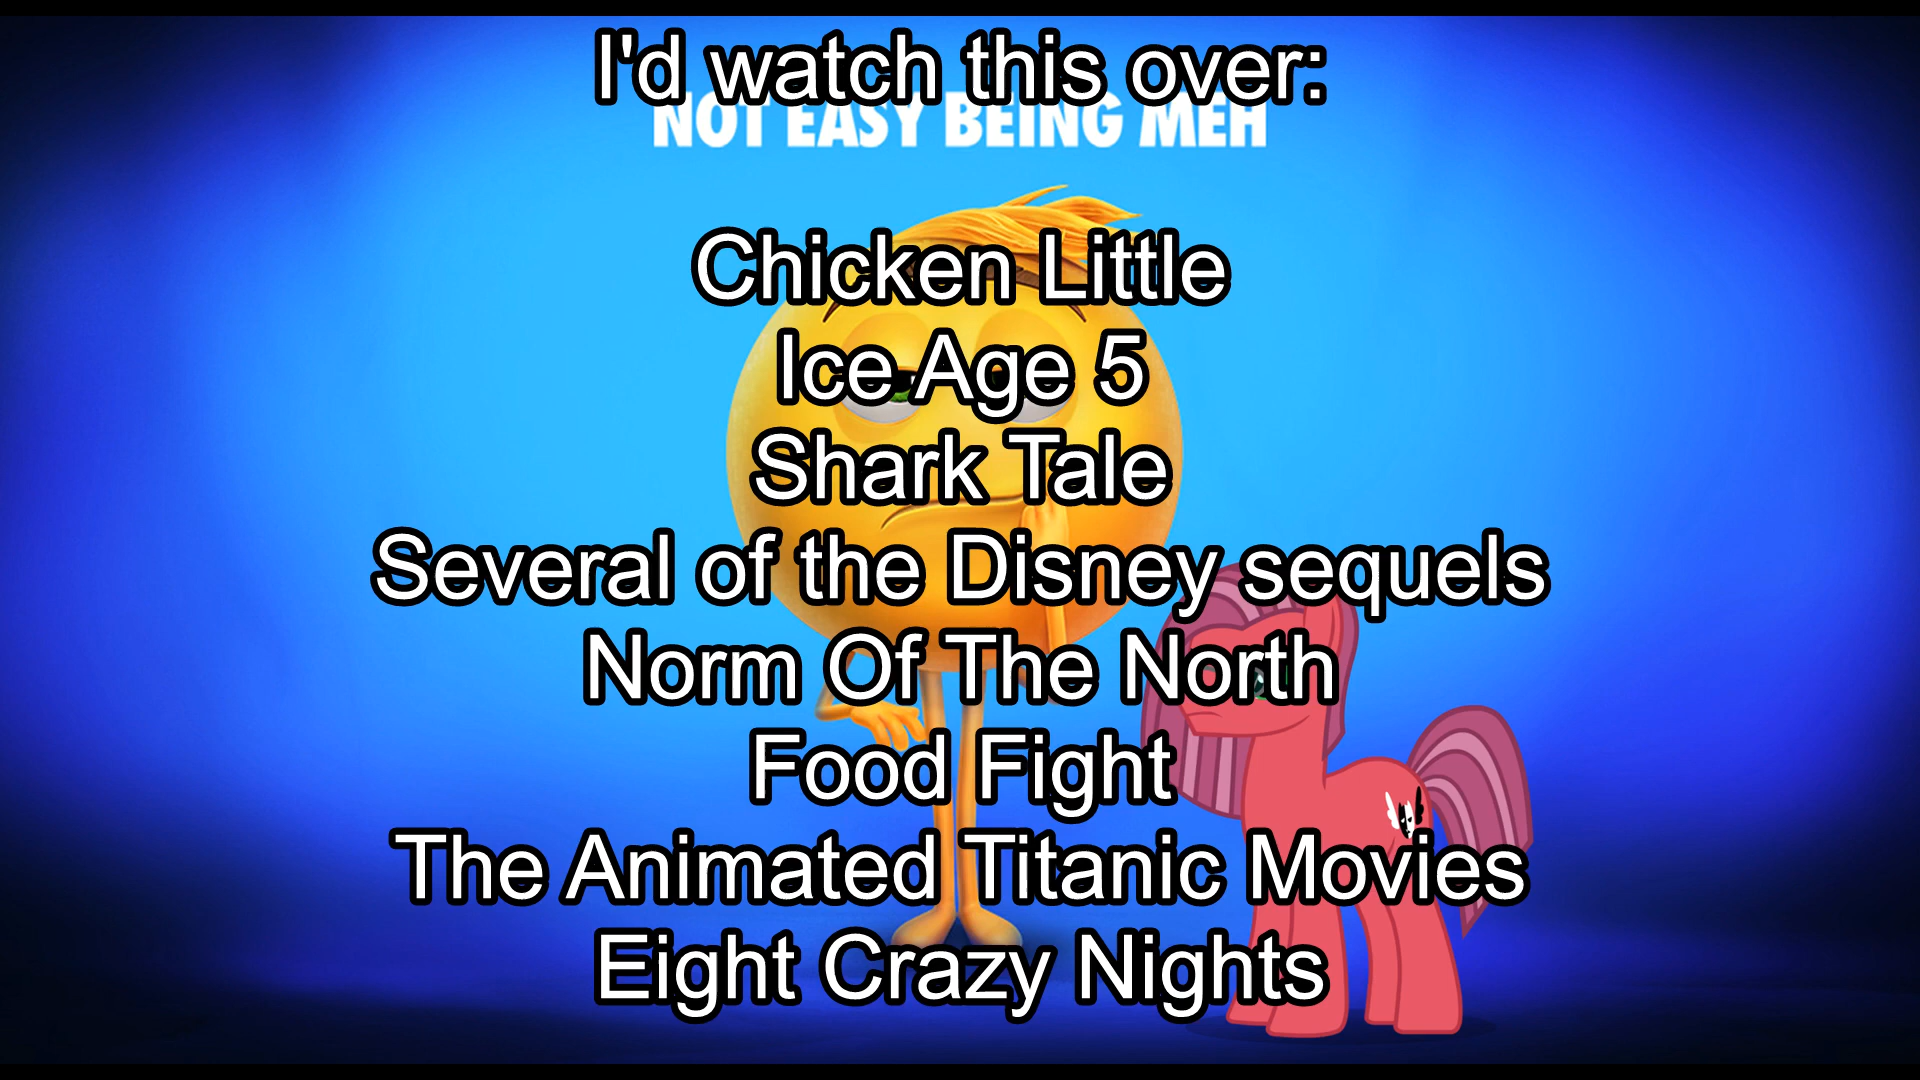 I'd watch this over:
NOT EASY BEING MEH
Chicken Little
Ice Age 5
Shark Tale
Several of the Disney sequels
Norm Of The North
Food Fight
The Animated Titanic Movies
Eight Crazy Nights